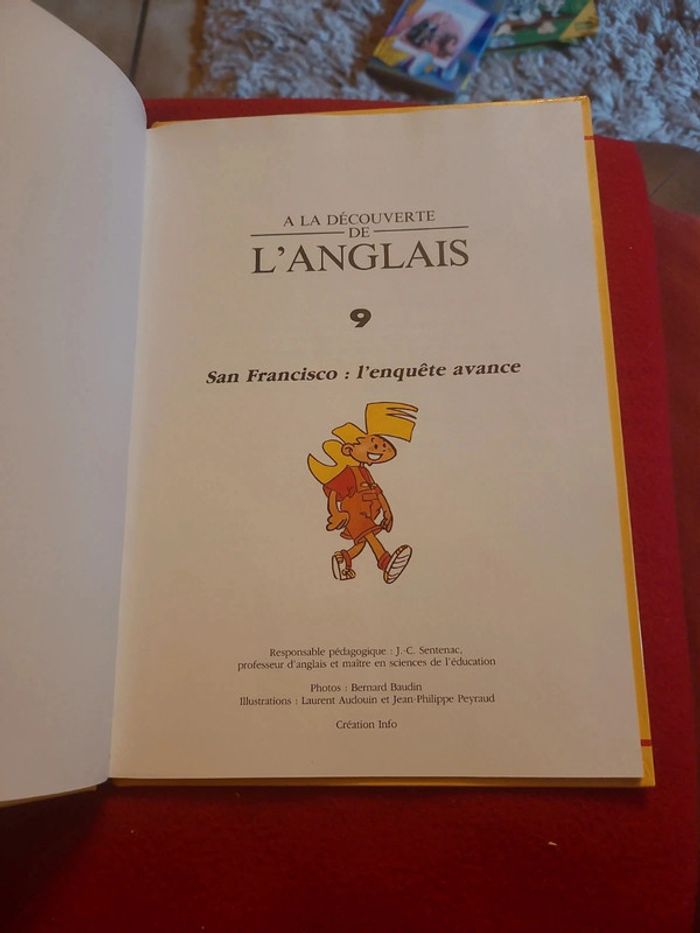 A LA DÉCOUVERTE
DE
L'ANGLAIS
9
San Francisco : l'enquête avance
Responsable pédagogique : J.-C. Sentenac,
professeur d'anglais et maître en sciences de l'éducation
Photos : Bernard Baudin
Illustrations : Laurent Audouin et Jean-Philippe Peyraud
Création Info